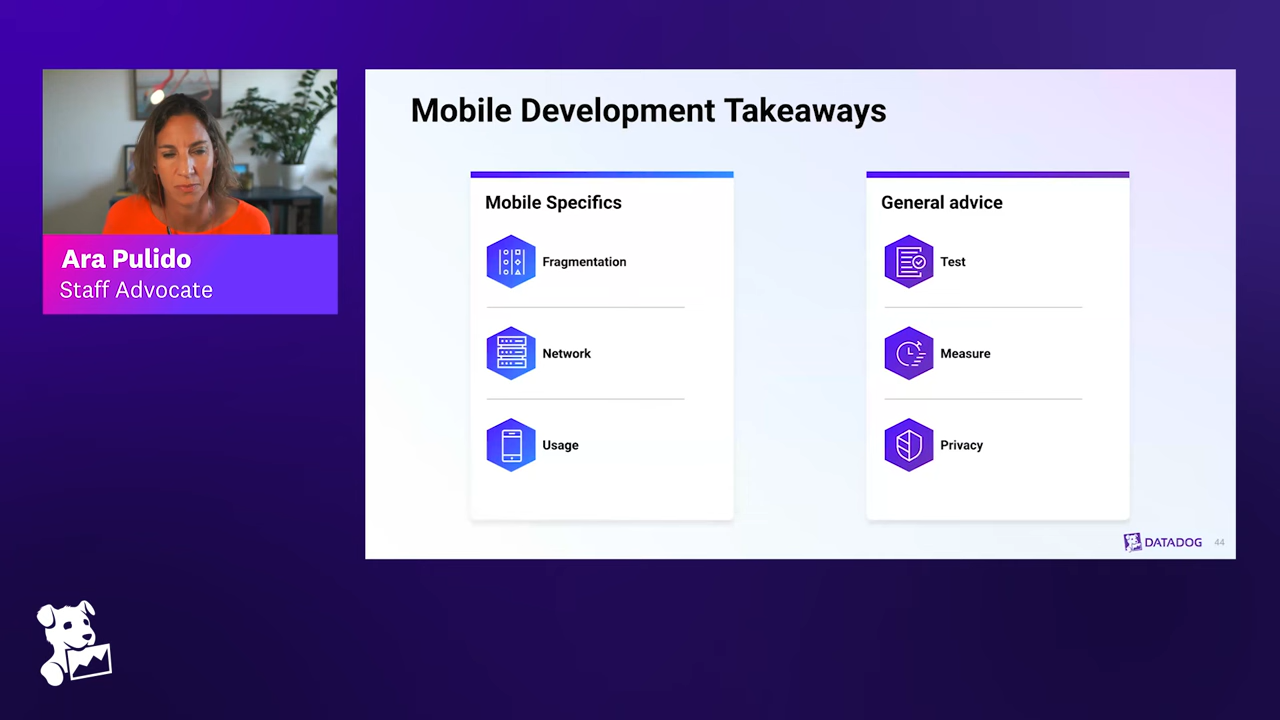 Ara Pulido
Staff Advocate
Mobile Development Takeaways
Mobile Specifics
Fragmentation
Network
Usage
General advice
Test
Measure
Privacy
DATADOG 44